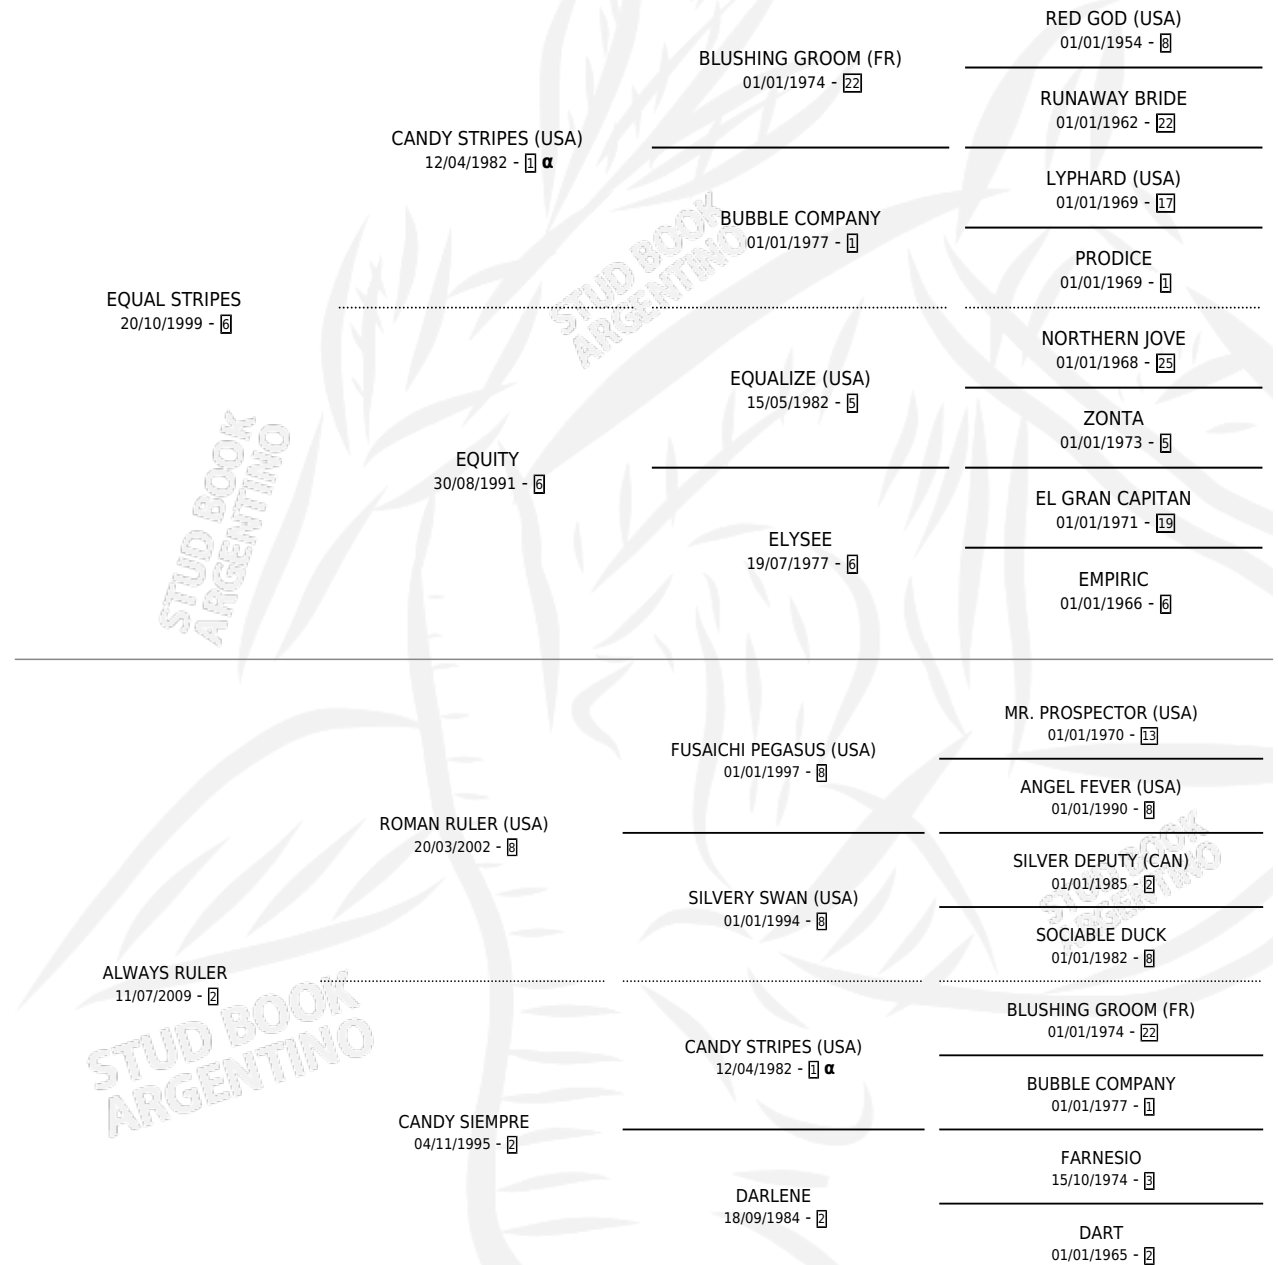 RED GOD (USA)
01/01/1954 - 8
BLUSHING GROOM (FR)
01/01/1974 - 22
RUNAWAY BRIDE
01/01/1962 - 22
CANDY STRIPES (USA)
12/04/1982 - 1 α
LYPHARD (USA)
01/01/1969 - 17
BUBBLE COMPANY
01/01/1977 - 1
PRODICE
01/01/1969 - 1
EQUAL STRIPES
20/10/1999 - 6
NORTHERN JOVE
01/01/1968 - 25
EQUALIZE (USA)
15/05/1982 - 5
ZONTA
01/01/1973 - 5
EQUITY
30/08/1991 - 6
EL GRAN CAPITAN
01/01/1971 - 19
ELYSEE
19/07/1977 - 6
EMPIRIC
01/01/1966 - 6
STUD BOOK
ARGENTINO
STUD BOOK
ARGENTINO
MR. PROSPECTOR (USA)
01/01/1970 - 13
FUSAICHI PEGASUS (USA)
01/01/1997 - 8
ANGEL FEVER (USA)
01/01/1990 - 8
ROMAN RULER (USA)
20/03/2002 - 8
SILVER DEPUTY (CAN)
01/01/1985 - 2
SILVERY SWAN (USA)
01/01/1994 - 8
SOCIABLE DUCK
01/01/1982 - 8
ALWAYS RULER
11/07/2009 - 2
BLUSHING GROOM (FR)
01/01/1974 - 22
CANDY STRIPES (USA)
12/04/1982 - 1 α
BUBBLE COMPANY
01/01/1977 - 1
CANDY SIEMPRE
04/11/1995 - 2
FARNESIO
15/10/1974 - 3
DARLENE
18/09/1984 - 2
DART
01/01/1965 - 2
STUD BOOK
ARGENTINO
STUD BOOK
ARGENTINO